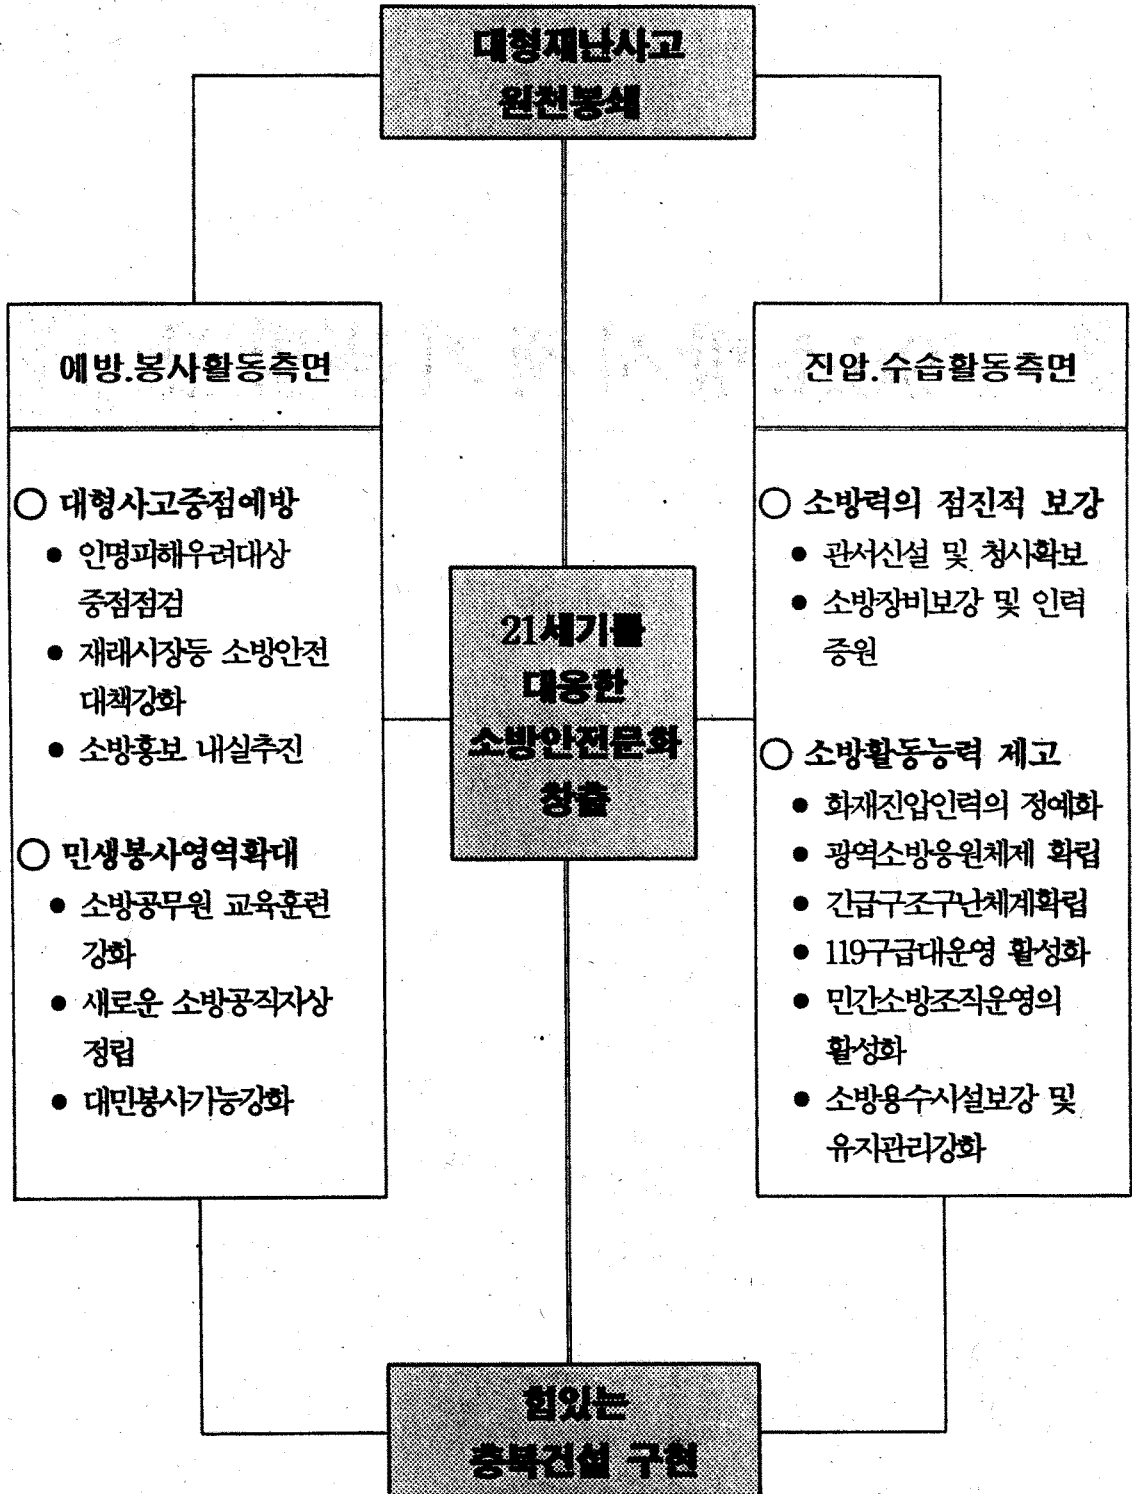 대형재난사고
원천봉쇄
예방.봉사활동측면
○ 대형사고중점예방
● 인명피해우려대상
중점점검
● 재래시장등 소방안전
대책강화
● 소방홍보 내실추진
○ 민생봉사영역확대
● 소방공무원 교육훈련
강화
● 새로운 소방공직자상
정립
● 대민봉사기능강화
21세기를
대응한
소방안전문화
창출
진압.수습활동측면
○ 소방력의 점진적 보강
● 관서신설 및 청사확보
● 소방장비보강 및 인력
증원
○ 소방활동능력 제고
● 화재진압인력의 정예화
● 광역소방응원체제 확립
● 긴급구조구난체계확립
● 119구급대운영 활성화
● 민간소방조직운영의
활성화
● 소방용수시설보강 및
유지관리강화
힘있는
충북건설 구현